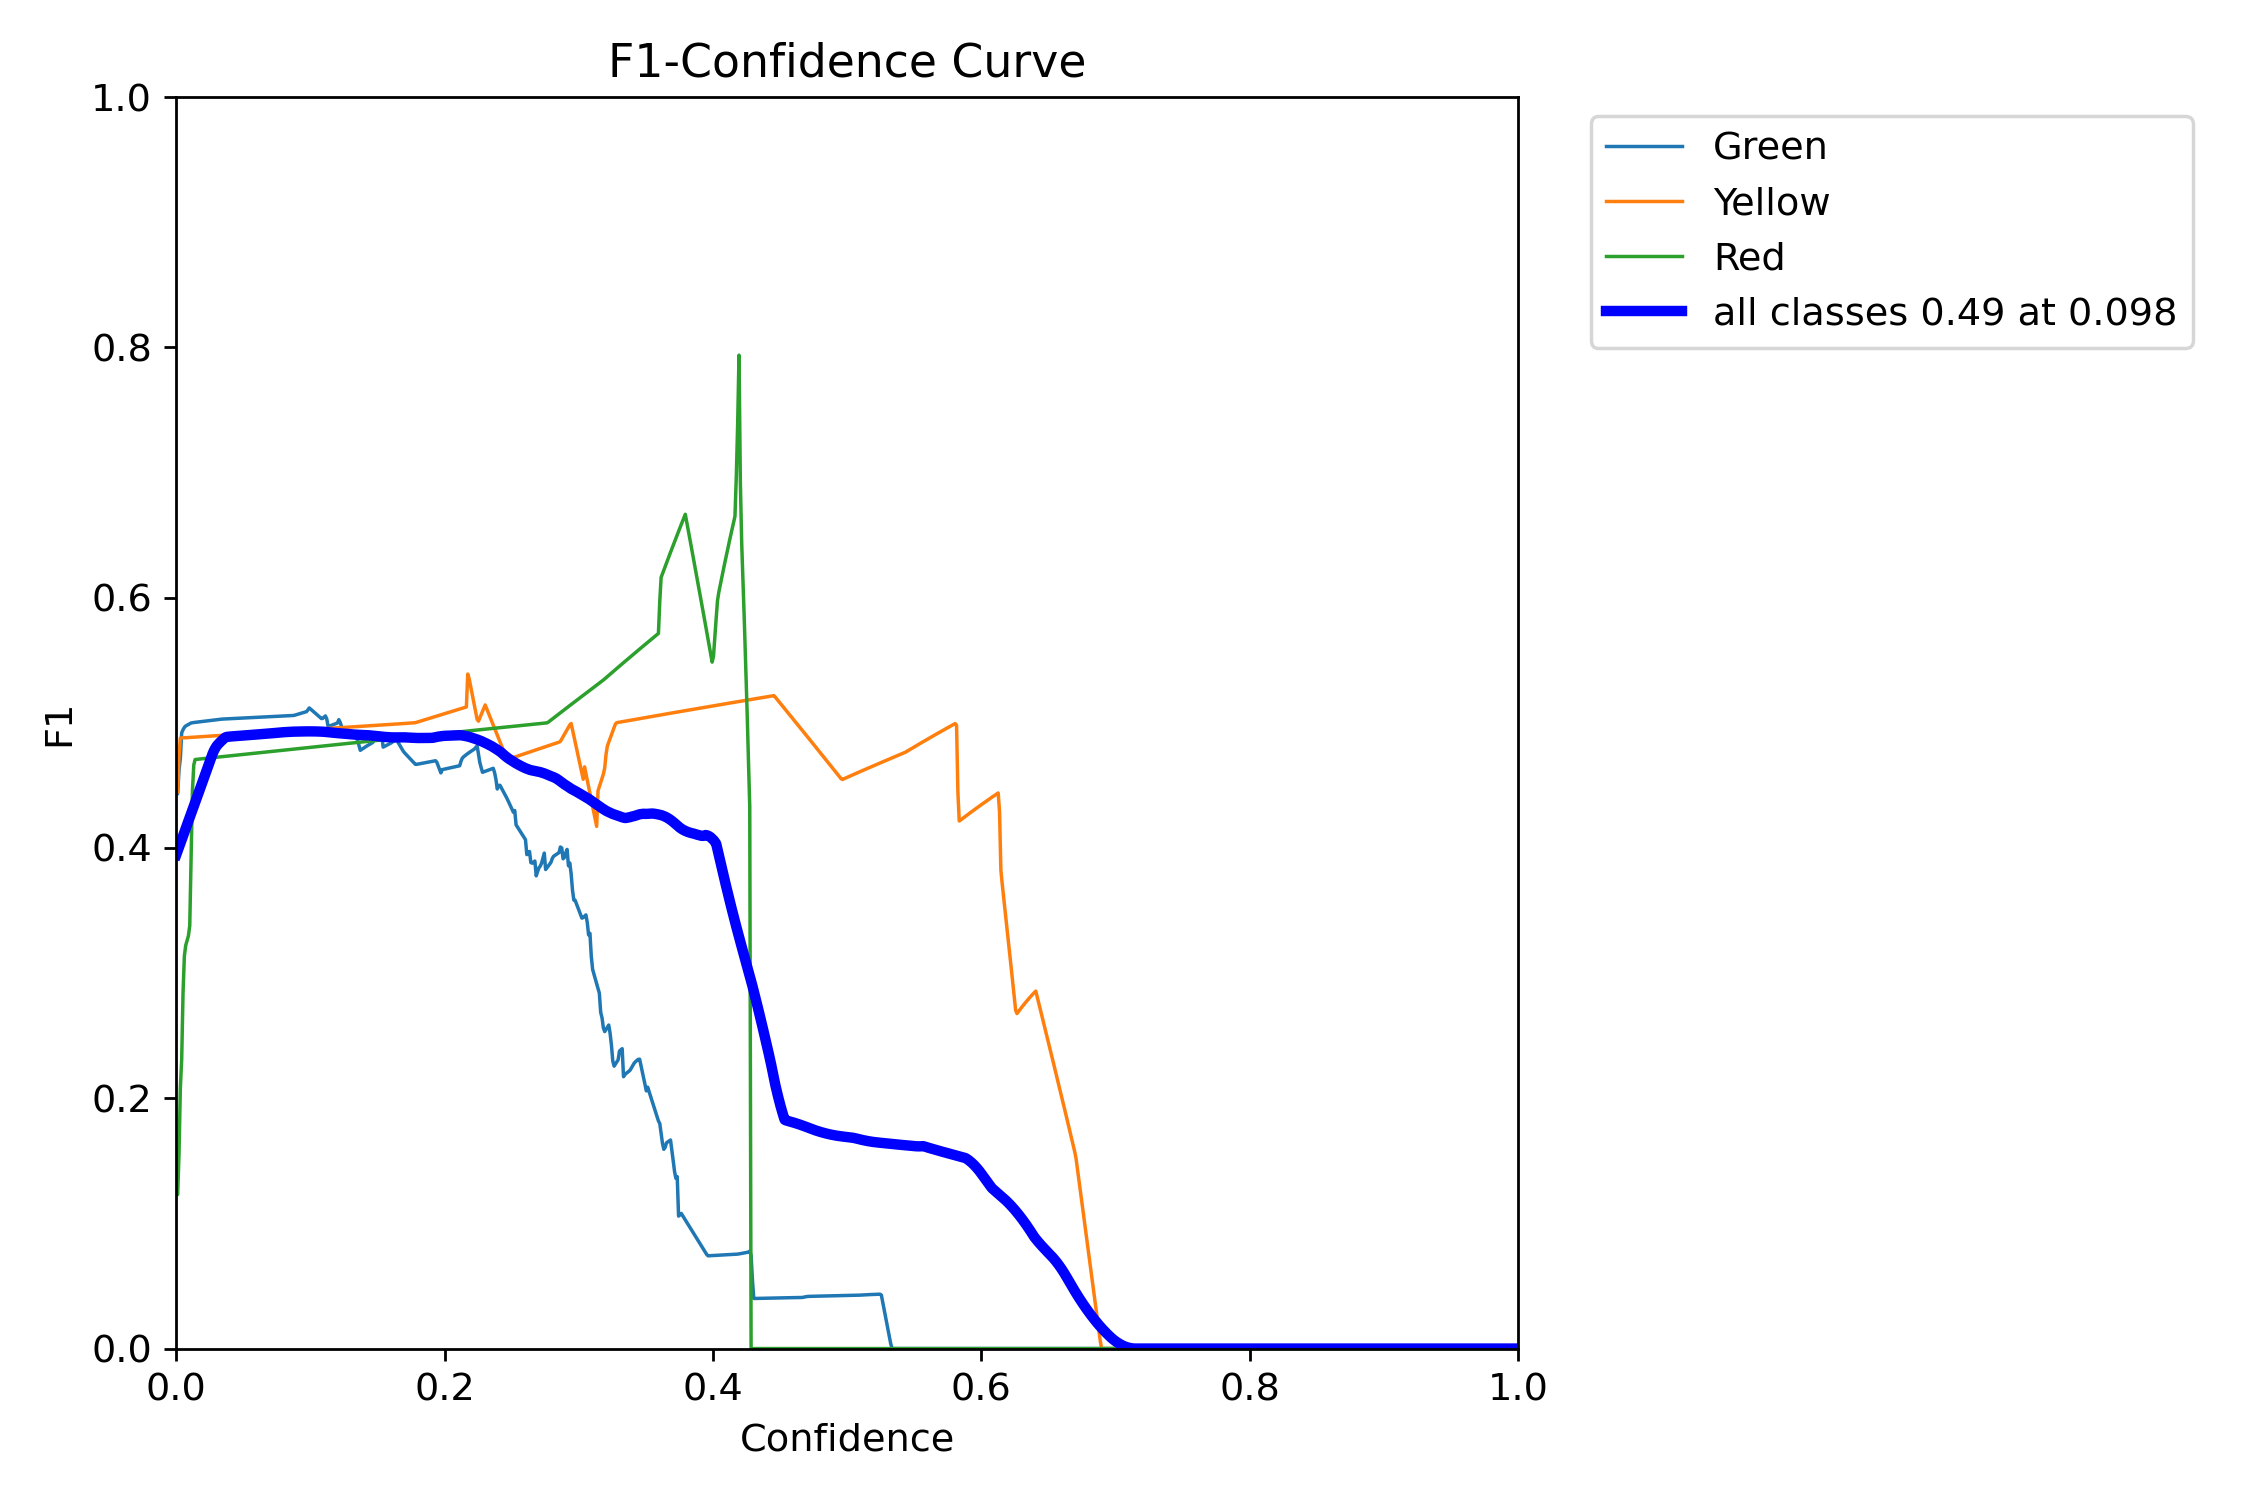 F1-Confidence Curve
1.0
0.8
0.6
0.4
0.2
0.0
F1
0.0 0.2 0.4 0.6 0.8 1.0
Confidence
Green
Yellow
Red
all classes 0.49 at 0.098